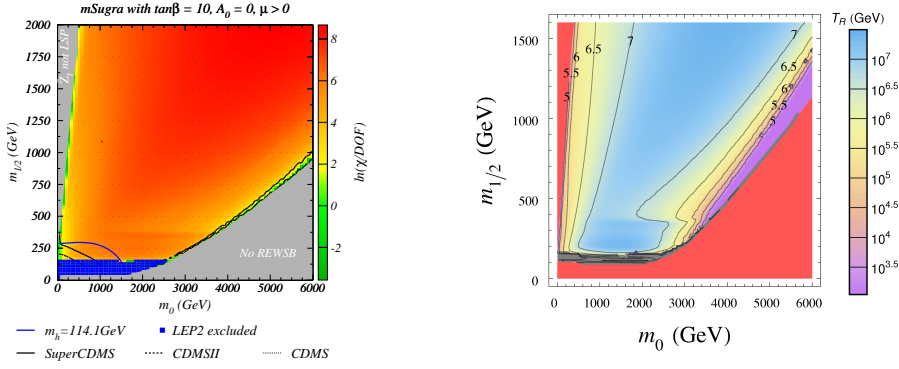 mSugra with tanβ = 10, A0 = 0, μ > 0
2000
1750
1500
1250
1000
750
500
250
0
m1/2 (GeV)
0 1000 2000 3000 4000 5000 6000
m0 (GeV)
not LSP
No REWSB
8
6
4
2
0
-2
ln(χ/DOF)
mh=114.1GeV
LEP2 excluded
SuperCDMS
CDMSII
CDMS
1500
1000
500
0
m1/2 (GeV)
0 1000 2000 3000 4000 5000 6000
m0 (GeV)
7
6.5
6
5.5
5
7
6.5
6
5.5
5
TR (GeV)
10^7
10^6.5
10^6
10^5.5
10^5
10^4.5
10^4
10^3.5